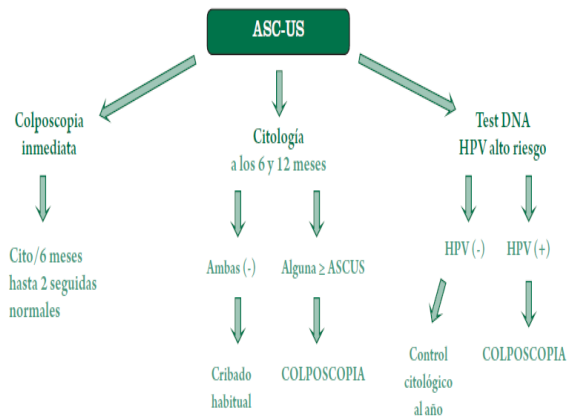 ASC-US
Colposcopia
inmediata
Cito/6 meses
hasta 2 seguidas
normales
Citología
a los 6 y 12 meses
Ambas (-)
Alguna ≥ ASCUS
Cribado
habitual
COLPOSCOPIA
Test DNA
HPV alto riesgo
HPV (-)
HPV (+)
Control
citológico
al año
COLPOSCOPIA